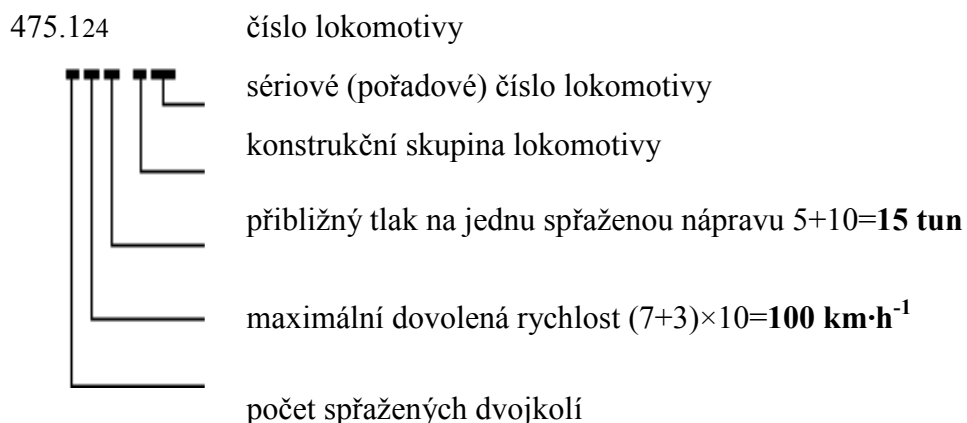 475.124 číslo lokomotivy
sériové (pořadové) číslo lokomotivy
konstrukční skupina lokomotivy
přibližný tlak na jednu spřaženou nápravu 5+10=15 tun
maximální dovolená rychlost (7+3)×10=100 km·h⁻¹
počet spřažených dvojkolí